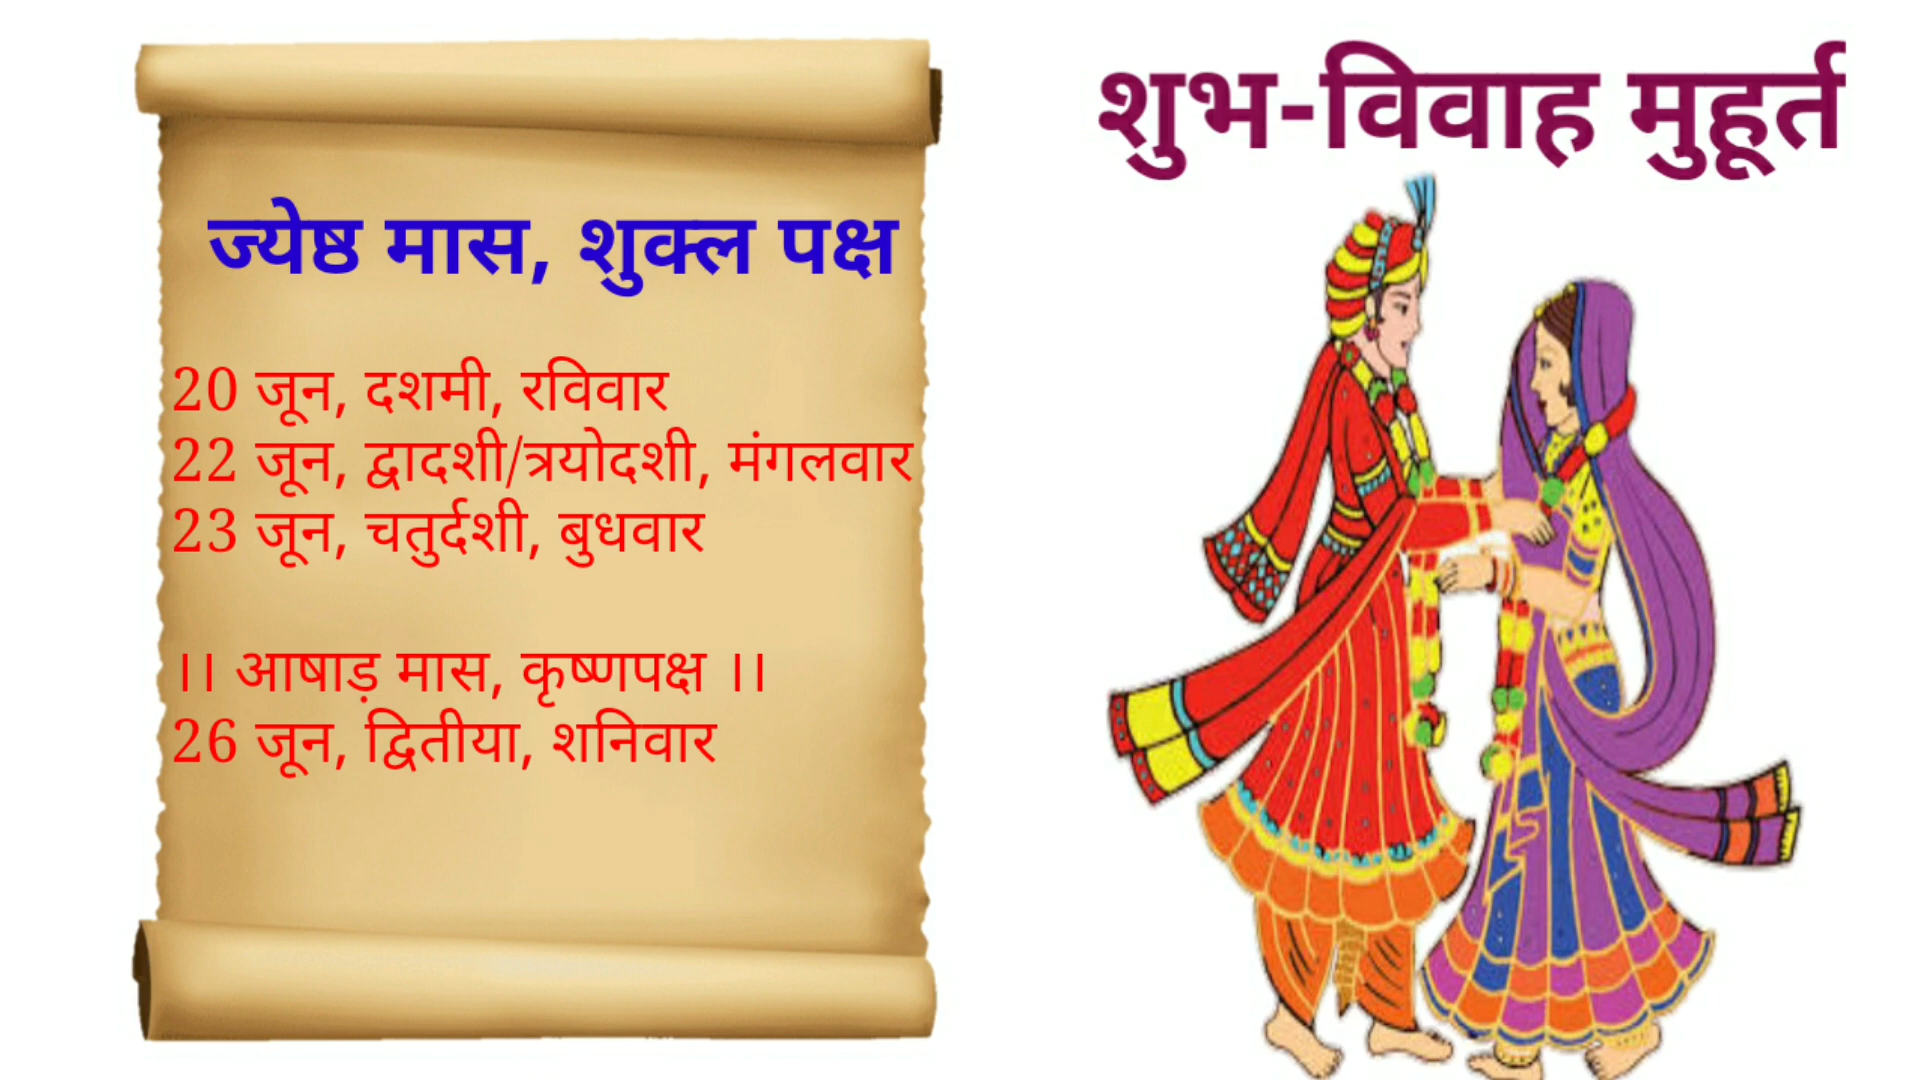 शुभ-विवाह मुहूर्त
ज्येष्ठ मास, शुक्ल पक्ष
20 जून, दशमी, रविवार
22 जून, द्वादशी/त्रयोदशी, मंगलवार
23 जून, चतुर्दशी, बुधवार
।। आषाड़ मास, कृष्णपक्ष ।।
26 जून, द्वितीया, शनिवार